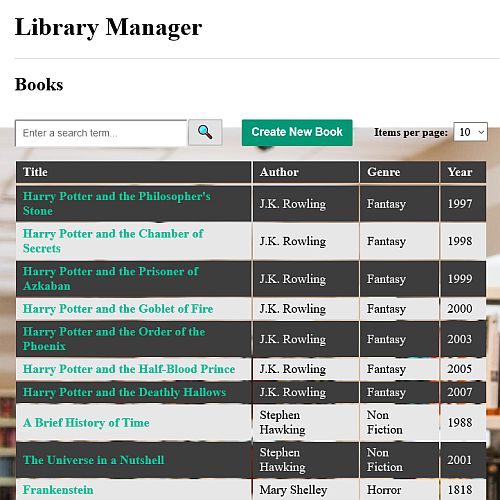 Library Manager
Books
Enter a search term...
Create New Book
Items per page: 10
Title Author Genre Year
Harry Potter and the Philosopher's
Stone J.K. Rowling Fantasy 1997
Harry Potter and the Chamber of
Secrets J.K. Rowling Fantasy 1998
Harry Potter and the Prisoner of
Azkaban J.K. Rowling Fantasy 1999
Harry Potter and the Goblet of Fire J.K. Rowling Fantasy 2000
Harry Potter and the Order of the
Phoenix J.K. Rowling Fantasy 2003
Harry Potter and the Half-Blood Prince J.K. Rowling Fantasy 2005
Harry Potter and the Deathly Hallows J.K. Rowling Fantasy 2007
A Brief History of Time Stephen
Hawking Non
Fiction 1988
The Universe in a Nutshell Stephen
Hawking Non
Fiction 2001
Frankenstein Mary Shelley Horror 1818